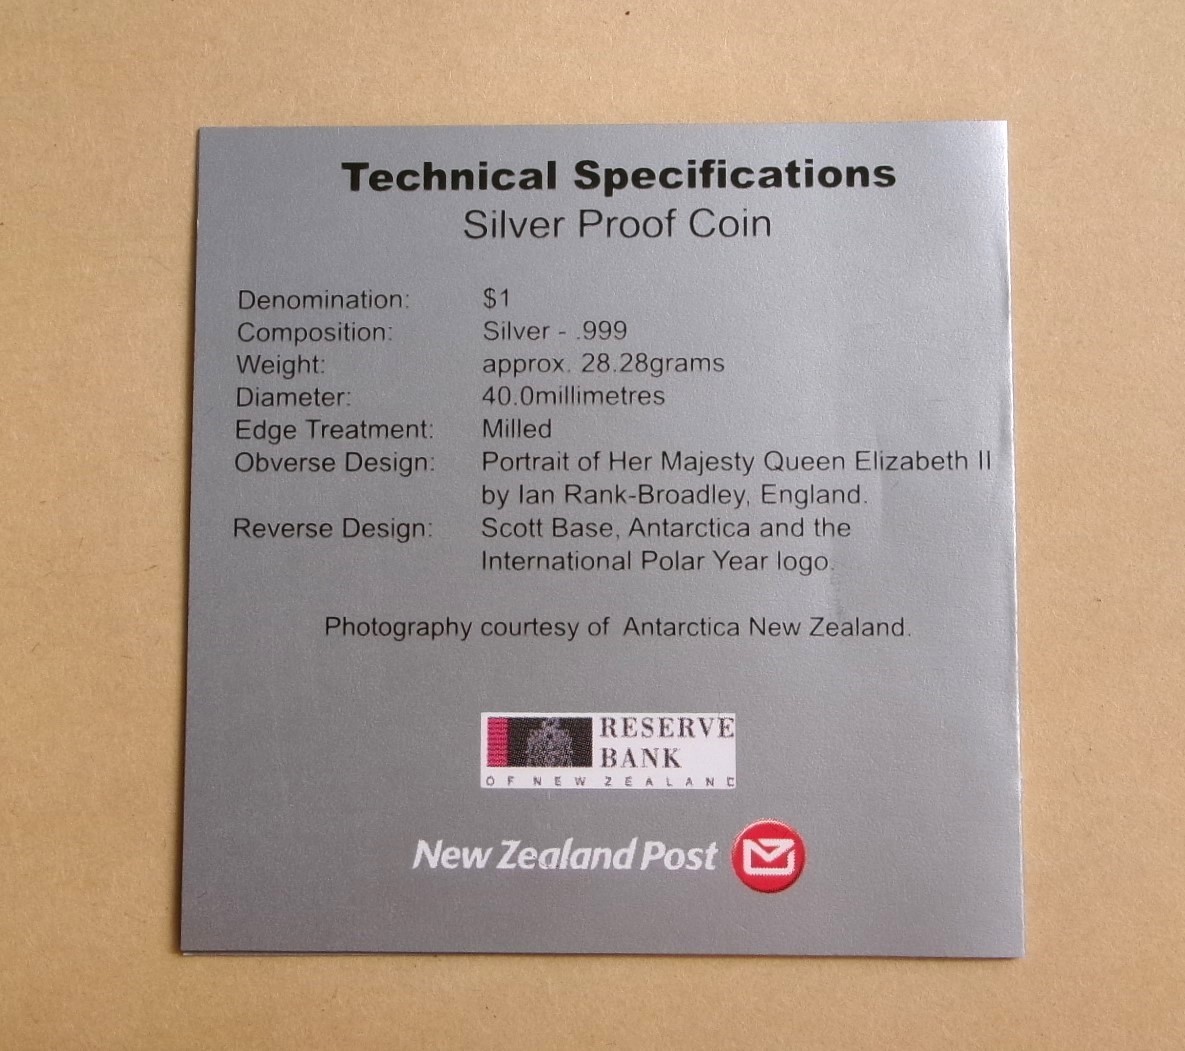 Technical Specifications
Silver Proof Coin
Denomination: $1
Composition: Silver - .999
Weight: approx. 28.28grams
Diameter: 40.0millimetres
Edge Treatment: Milled
Obverse Design: Portrait of Her Majesty Queen Elizabeth II
by Ian Rank-Broadley, England.
Reverse Design: Scott Base, Antarctica and the
International Polar Year logo.
Photography courtesy of Antarctica New Zealand.
RESERVE
BANK
OF NEW ZEALAND
New Zealand Post